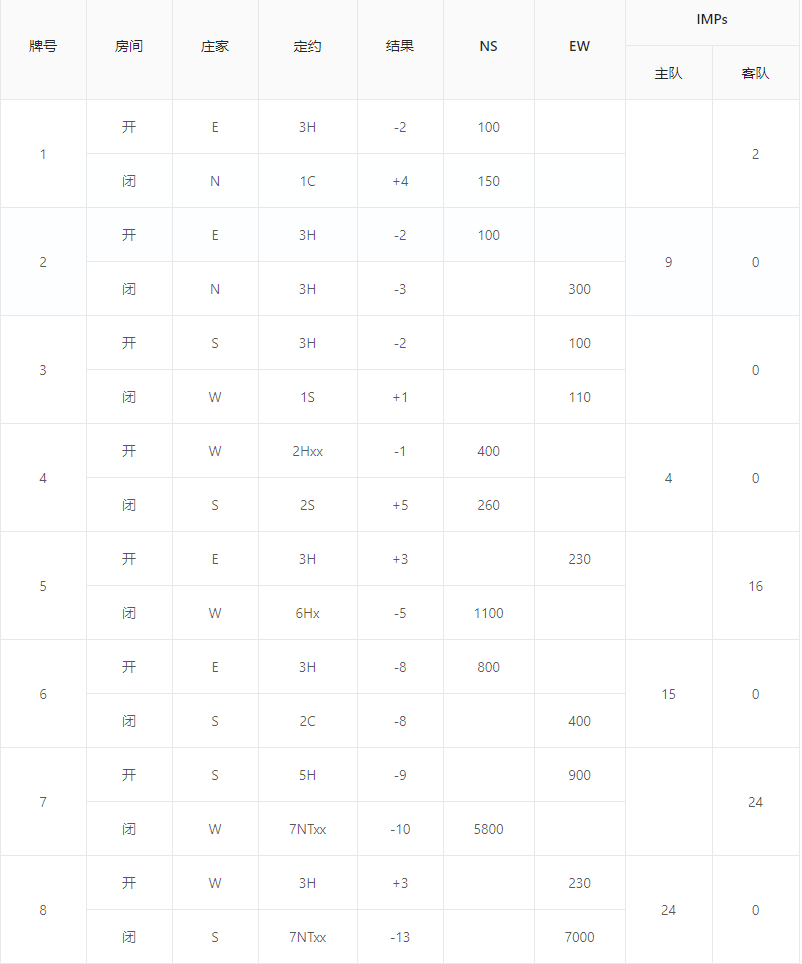 牌号 房间 庄家 定约 结果 NS EW IMPs
主队 客队
1 开 E 3H -2 100 2
闭 N 1C +4 150
2 开 E 3H -2 100 9 0
闭 N 3H -3 300
3 开 S 3H -2 100 0
闭 W 1S +1 110
4 开 W 2Hxx -1 400 4 0
闭 S 2S +5 260
5 开 E 3H +3 230 16
闭 W 6Hx -5 1100
6 开 E 3H -8 800 15 0
闭 S 2C -8 400
7 开 S 5H -9 900 24
闭 W 7NTxx -10 5800
8 开 W 3H +3 230 24 0
闭 S 7NTxx -13 7000